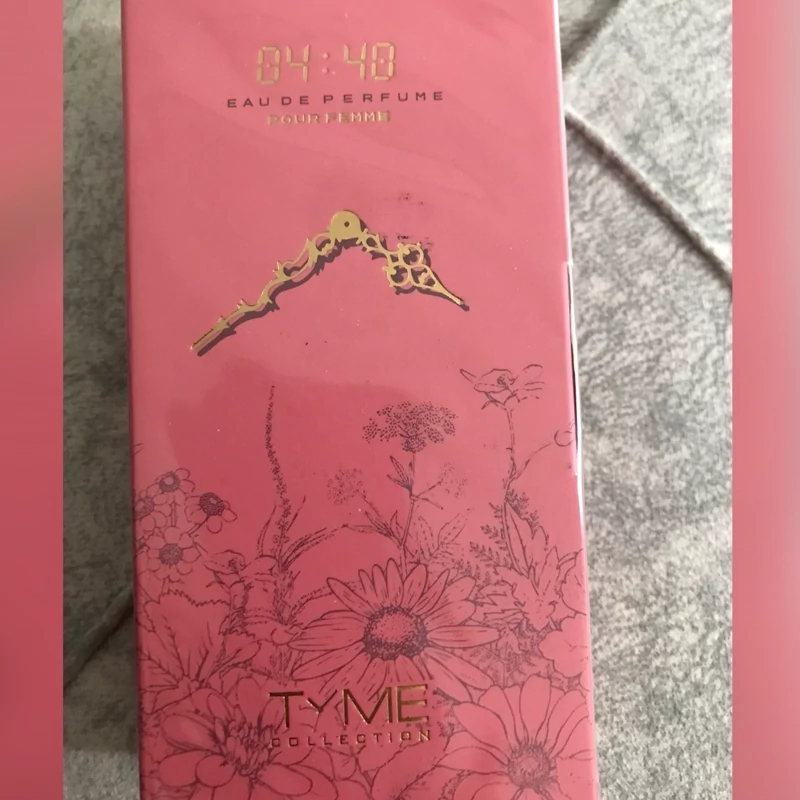 04:40
EAU DE PERFUME
POUR FEMME
TyME
COLLECTION